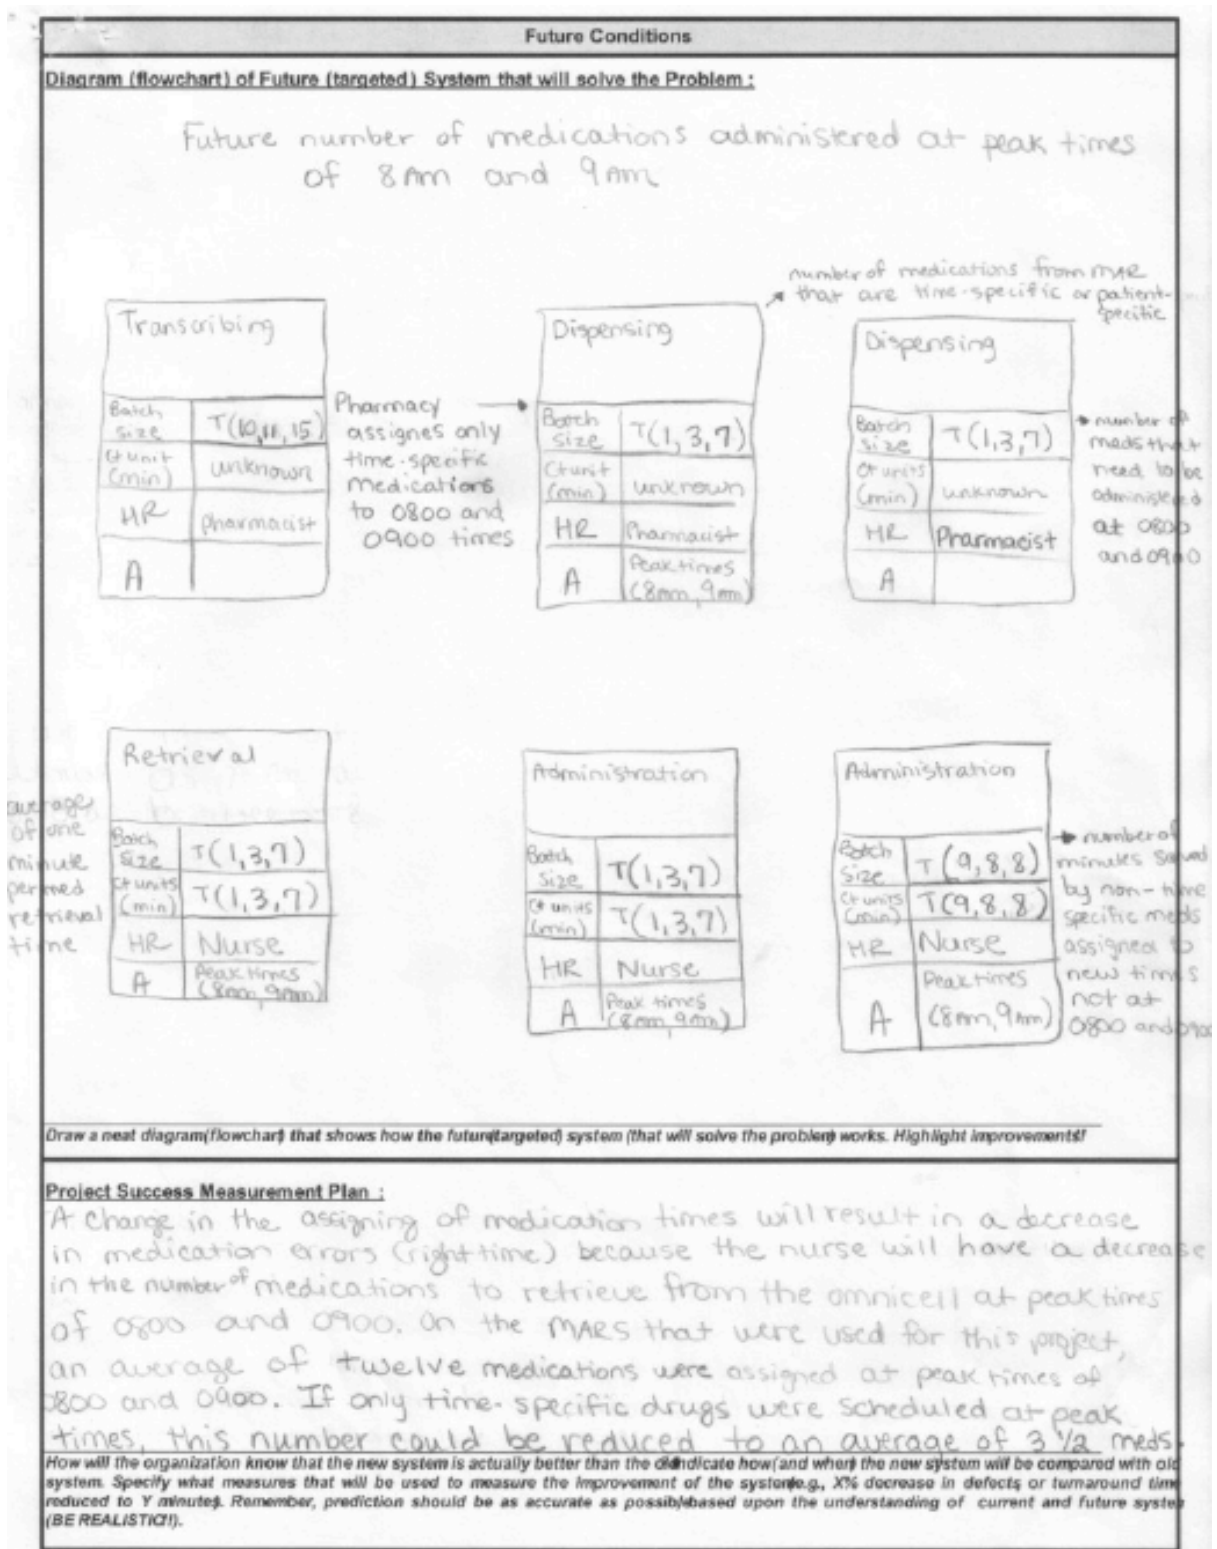 Future Conditions
Diagram (flowchart) of Future (targeted) System that will solve the Problem :
Future number of medications administered at peak times
of 8 Am and 9 Am
number of medications from MAR
that are time-specific or patient-
specific
Transcribing
Batch size T(10,11,15)
Ct unit (min) unknown
HR pharmacist
A
Pharmacy
assignes only
time-specific
medications
to 0800 and
0900 times
Dispensing
Batch size T(1,3,7)
Ct unit (min) unknown
HR Pharmacist
A Peak times (8am, 9am)
Dispensing
Batch size T(1,3,7)
Ct units (min) unknown
HR Pharmacist
A
number of
meds that
need to be
administered
at 0800
and 0900
average
of one
minute
per med
retrieval
time
Retrieval
Batch size T(1,3,7)
Ct units (min) T(1,3,7)
HR Nurse
A Peak times (8am, 9am)
Administration
Batch Size T(1,3,7)
Ct units (min) T(1,3,7)
HR Nurse
A Peak times (8am, 9am)
Administration
Batch Size T(9,8,8)
Ct units (min) T(9,8,8)
HR Nurse
A Peak times (8 Am, 9 Am)
number of
minutes saved
by non-time
specific meds
assigned to
new times
not at
0800 and 0900
Draw a neat diagram(flowchart) that shows how the future(targeted) system (that will solve the problem) works. Highlight improvements!
Project Success Measurement Plan :
A change in the assigning of medication times will result in a decrease
in medication errors (right time) because the nurse will have a decrease
in the number of medications to retrieve from the omnicell at peak times
of 0800 and 0900. On the MARS that were used for this project,
an average of twelve medications were assigned at peak times of
0800 and 0900. If only time-specific drugs were scheduled at peak
times, this number could be reduced to an average of 3 1/2 meds.
How will the organization know that the new system is actually better than the indicate how(and when) the new system will be compared with old
system. Specify what measures that will be used to measure the improvement of the system e.g., X% decrease in defects or turnaround time
reduced to Y minutes. Remember, prediction should be as accurate as possible based upon the understanding of current and future syste
(BE REALISTIC!!).